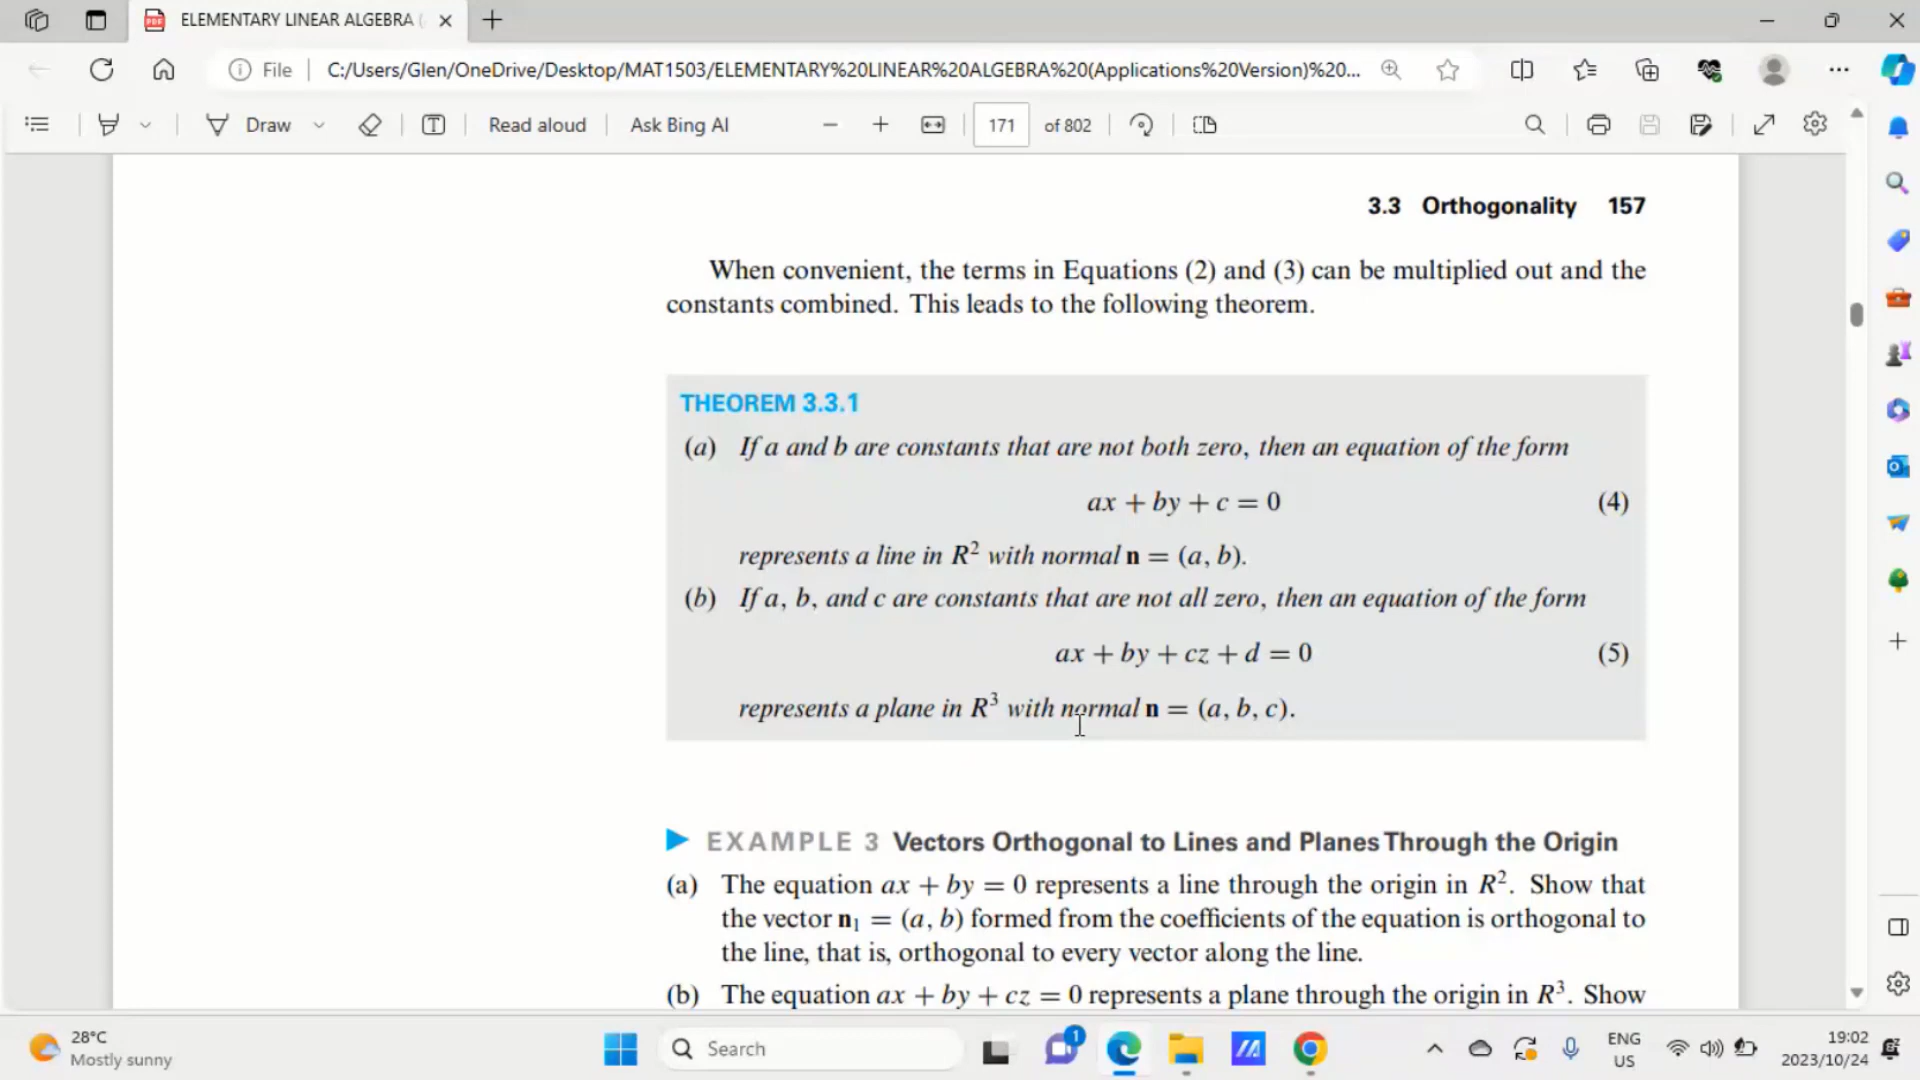 ELEMENTARY LINEAR ALGEBRA (
File
C:/Users/Glen/OneDrive/Desktop/MAT1503/ELEMENTARY%20LINEAR%20ALGEBRA%20(Applications%20Version)%20...
Draw
Read aloud
Ask Bing AI
171 of 802
3.3 Orthogonality 157
When convenient, the terms in Equations (2) and (3) can be multiplied out and the
constants combined. This leads to the following theorem.
THEOREM 3.3.1
(a) If a and b are constants that are not both zero, then an equation of the form
ax + by + c = 0 (4)
represents a line in R² with normal n = (a, b).
(b) If a, b, and c are constants that are not all zero, then an equation of the form
ax + by + cz + d = 0 (5)
represents a plane in R³ with normal n = (a, b, c).
EXAMPLE 3 Vectors Orthogonal to Lines and Planes Through the Origin
(a) The equation ax + by = 0 represents a line through the origin in R². Show that
the vector n₁ = (a, b) formed from the coefficients of the equation is orthogonal to
the line, that is, orthogonal to every vector along the line.
(b) The equation ax + by + cz = 0 represents a plane through the origin in R³. Show
28°C
Mostly sunny
Search
1
ENG
US
19:02
2023/10/24